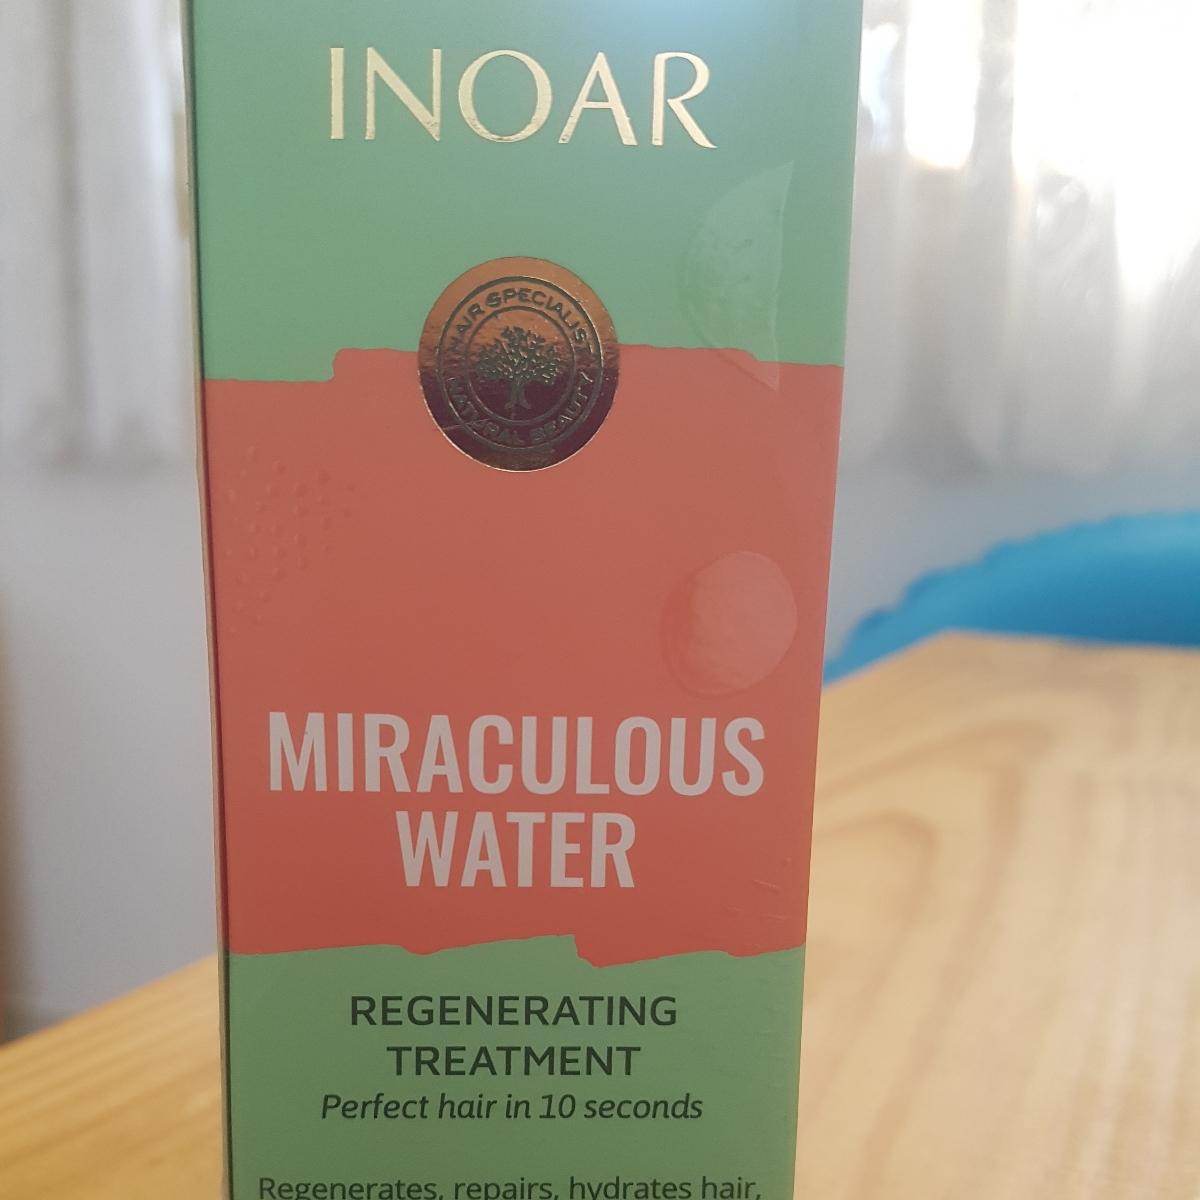 INOAR
HAIR SPECIALIST
NATURAL BEAUTY
MIRACULOUS
WATER
REGENERATING
TREATMENT
Perfect hair in 10 seconds
Regenerates, repairs, hydrates hair,